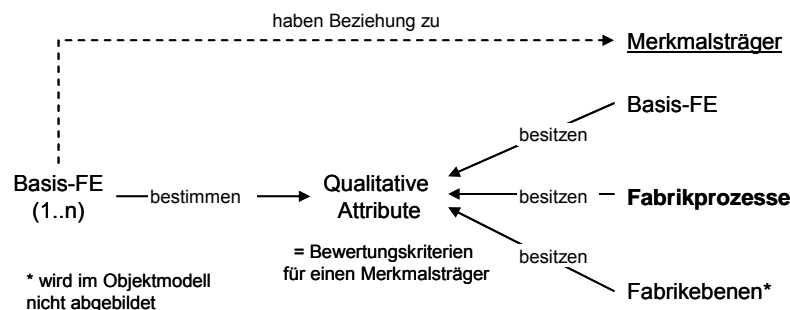 haben Beziehung zu
Merkmalsträger
Basis-FE
besitzen
Basis-FE
(1..n)
bestimmen
Qualitative
Attribute
besitzen
Fabrikprozesse
= Bewertungskriterien
für einen Merkmalsträger
besitzen
Fabrikebenen*
* wird im Objektmodell
nicht abgebildet